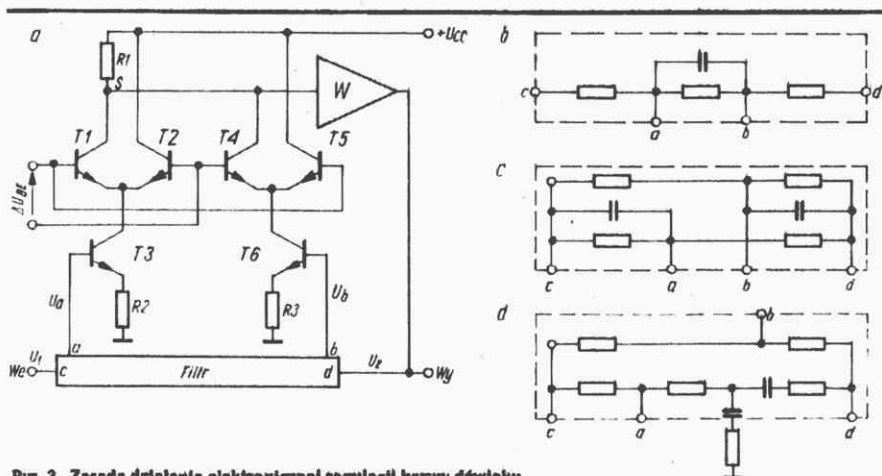 a
R1
S
+UCC
W
T1
T2
T4
T5
ΔUBE
T3
T6
Ua
Ub
R2
R3
a
b
We
U1
c
Filtr
d
U2
Wy
b
c
a
b
d
c
c
a
b
d
d
b
c
a
d
Rys. 3. Zasada działania elektronicznej regulacji barwy dźwięku